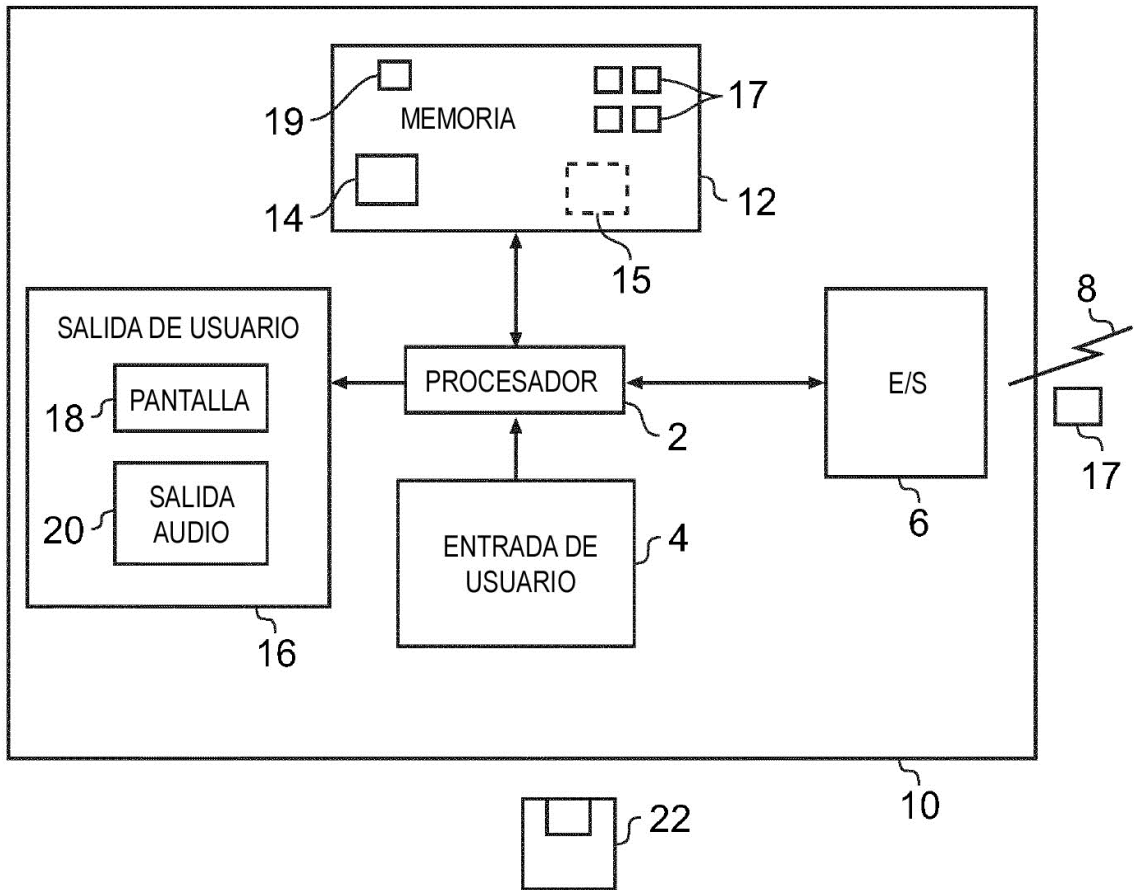 19
MEMORIA
17
14
15
12
SALIDA DE USUARIO
18
PANTALLA
20
SALIDA
AUDIO
16
PROCESADOR
2
ENTRADA DE
USUARIO
4
E/S
6
8
17
10
22